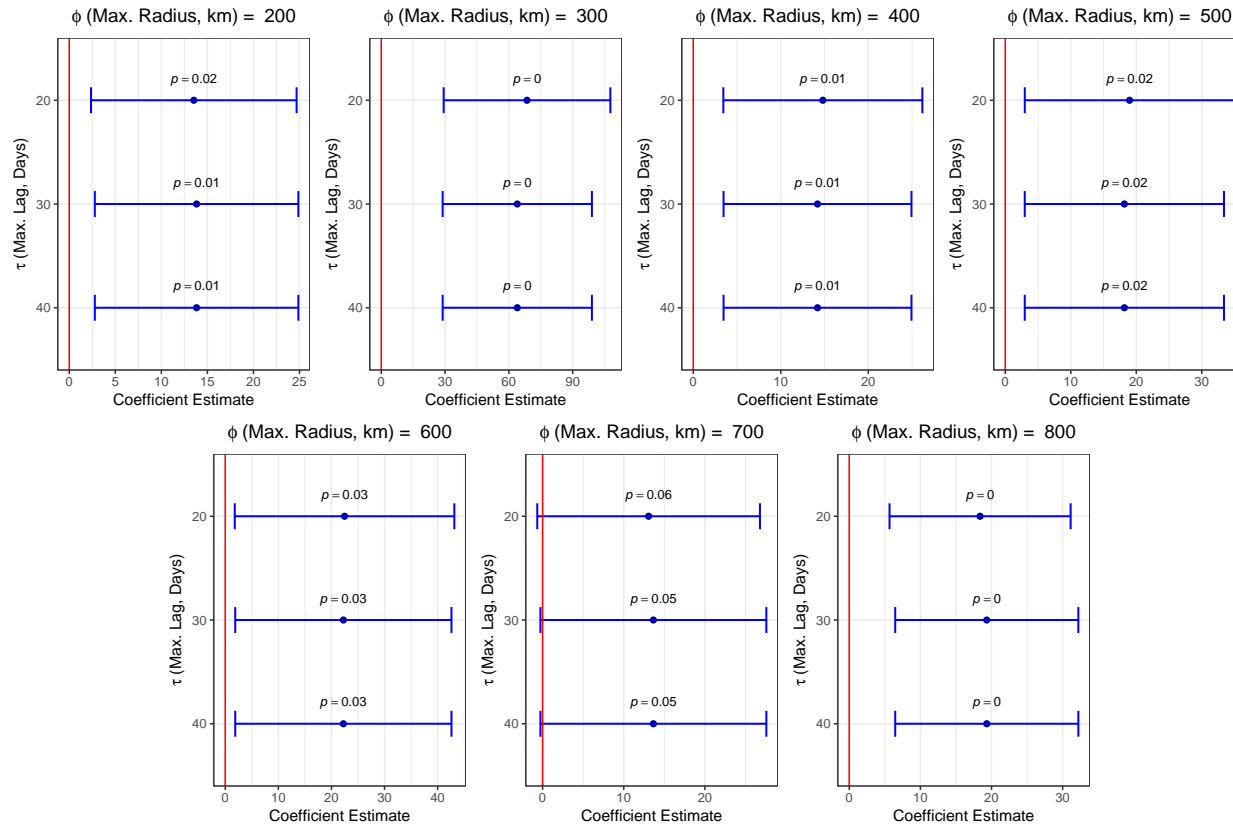 ϕ (Max. Radius, km) = 200
p = 0.02
20
p = 0.01
30
p = 0.01
40
τ (Max. Lag, Days)
0 5 10 15 20 25
Coefficient Estimate
ϕ (Max. Radius, km) = 300
p = 0
20
p = 0
30
p = 0
40
τ (Max. Lag, Days)
0 30 60 90
Coefficient Estimate
ϕ (Max. Radius, km) = 400
p = 0.01
20
p = 0.01
30
p = 0.01
40
τ (Max. Lag, Days)
0 10 20
Coefficient Estimate
ϕ (Max. Radius, km) = 500
p = 0.02
20
p = 0.02
30
p = 0.02
40
τ (Max. Lag, Days)
0 10 20 30
Coefficient Estimate
ϕ (Max. Radius, km) = 600
p = 0.03
20
p = 0.03
30
p = 0.03
40
τ (Max. Lag, Days)
0 10 20 30 40
Coefficient Estimate
ϕ (Max. Radius, km) = 700
p = 0.06
20
p = 0.05
30
p = 0.05
40
τ (Max. Lag, Days)
0 10 20
Coefficient Estimate
ϕ (Max. Radius, km) = 800
p = 0
20
p = 0
30
p = 0
40
τ (Max. Lag, Days)
0 10 20 30
Coefficient Estimate